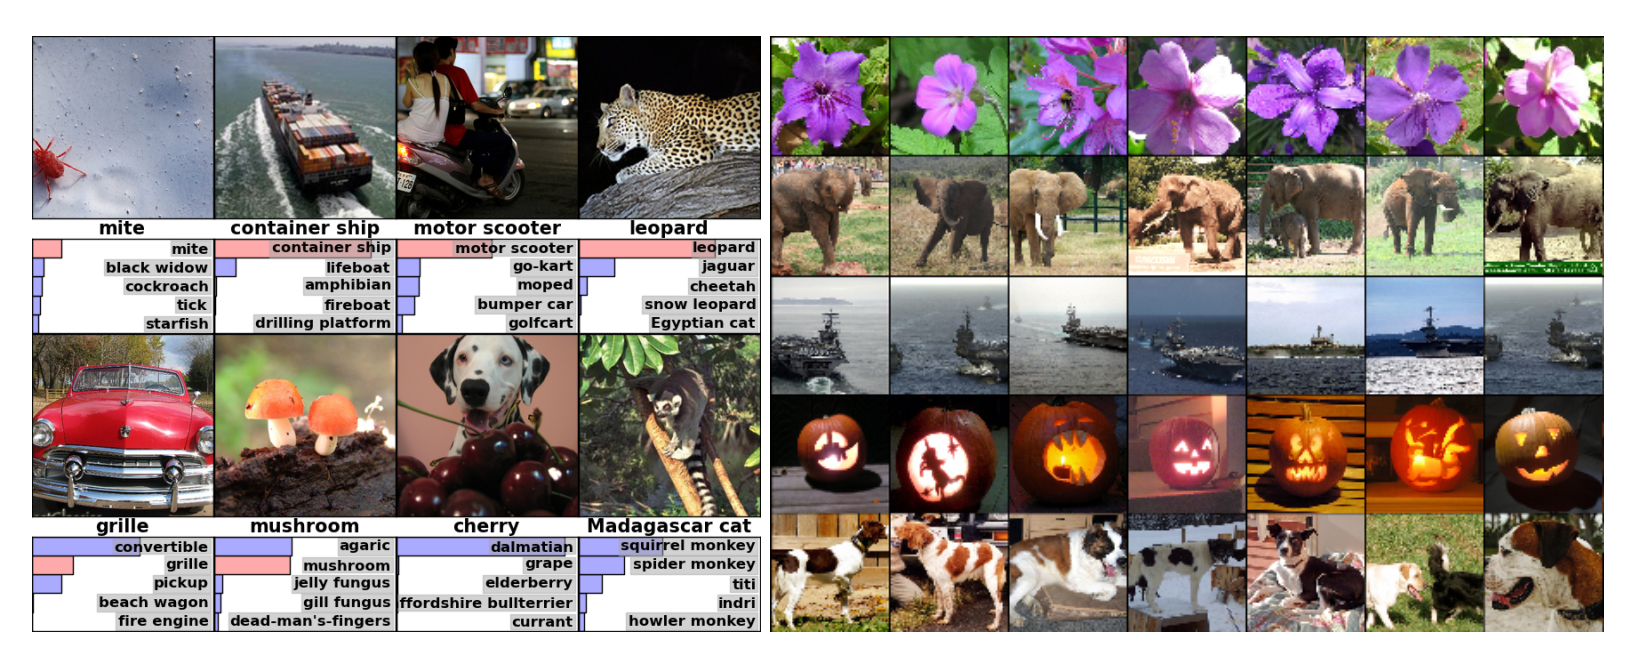 mite
container ship
motor scooter
leopard
mite
black widow
cockroach
tick
starfish
container ship
lifeboat
amphibian
fireboat
drilling platform
motor scooter
go-kart
moped
bumper car
golfcart
leopard
jaguar
cheetah
snow leopard
Egyptian cat
grille
mushroom
cherry
Madagascar cat
convertible
grille
pickup
beach wagon
fire engine
agaric
mushroom
jelly fungus
gill fungus
dead-man's-fingers
dalmatian
grape
elderberry
ffordshire bullterrier
currant
squirrel monkey
spider monkey
titi
indri
howler monkey